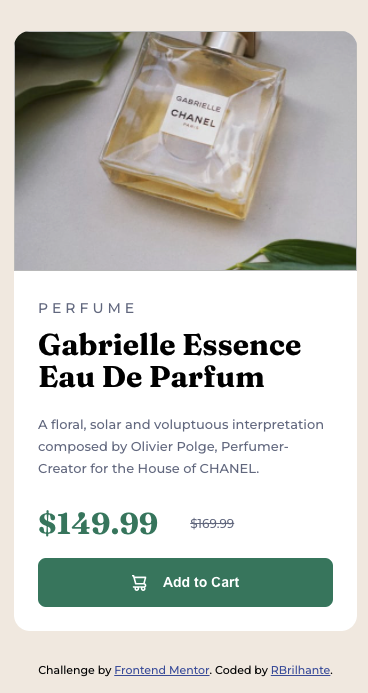 GABRIELLE
CHANEL
PARIS
PERFUME
Gabrielle Essence
Eau De Parfum
A floral, solar and voluptuous interpretation
composed by Olivier Polge, Perfumer-
Creator for the House of CHANEL.
$149.99 $169.99
Add to Cart
Challenge by Frontend Mentor. Coded by RBrilhante.